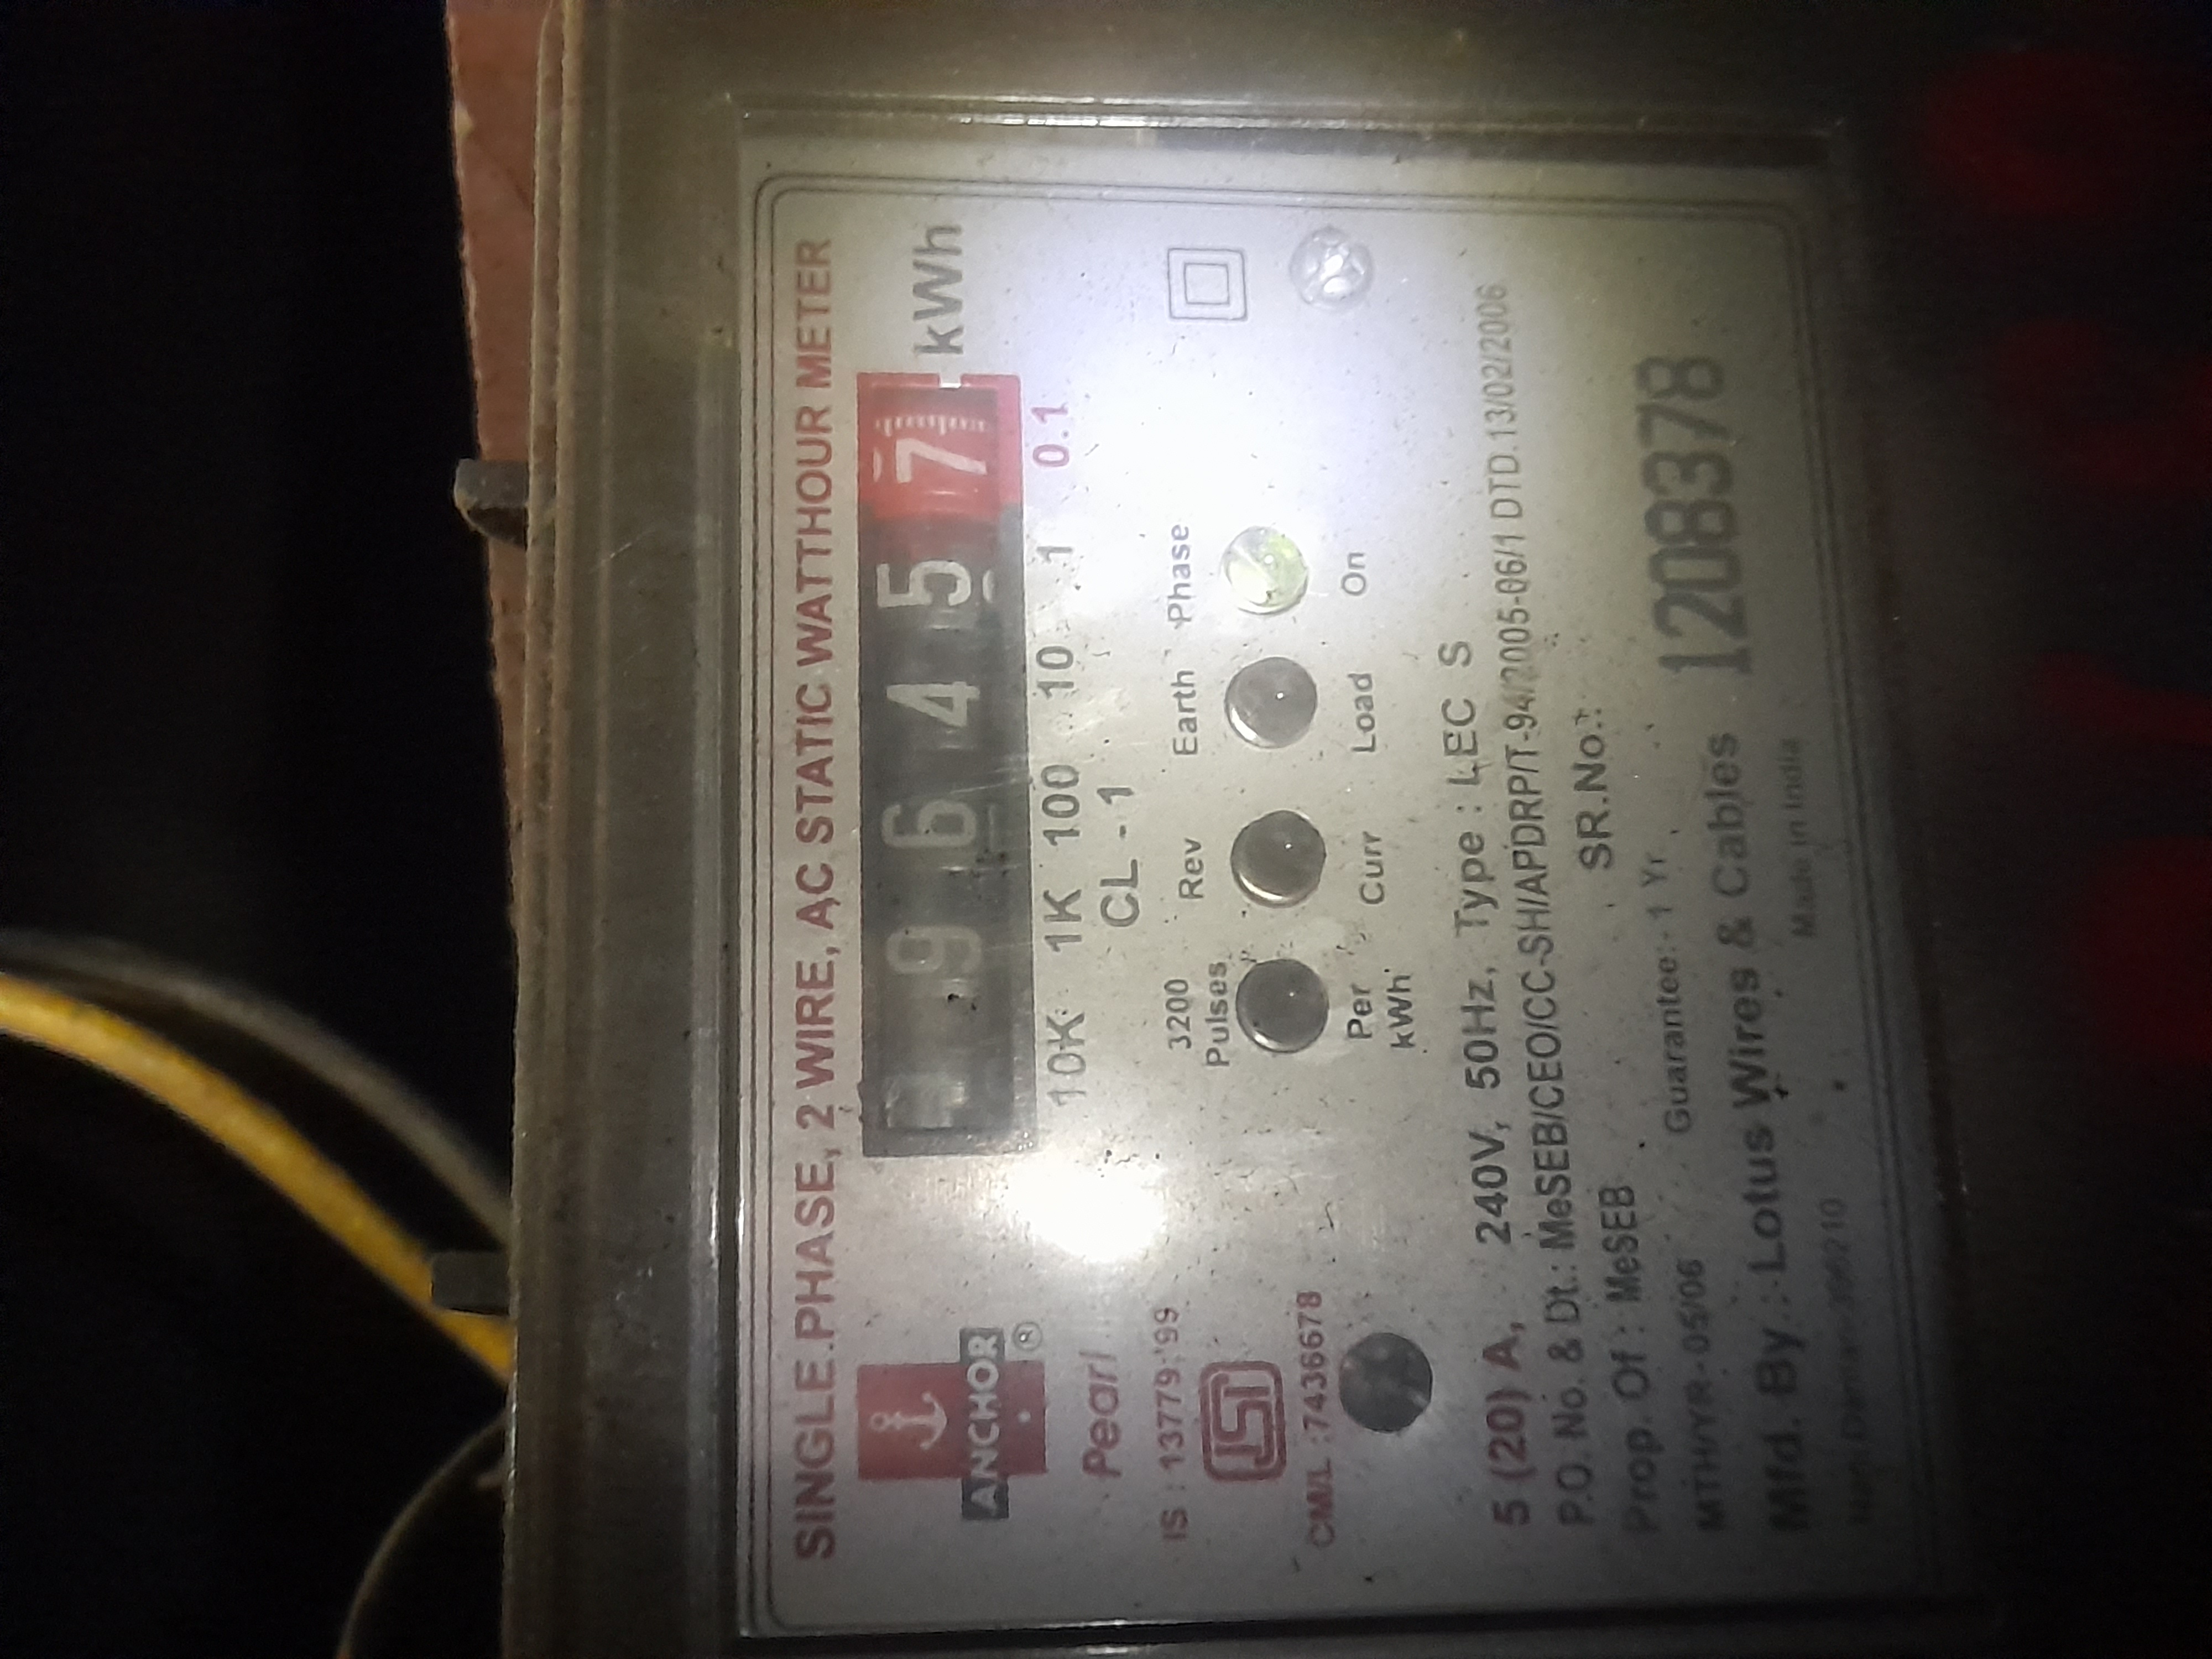 SINGLE PHASE, 2 WIRE, AC STATIC WATTHOUR METER
ANCHOR ®
Pearl
9 6 4 5 7 kWh
10K 1K 100 10 1 0.1
CL - 1
IS : 13779:'99
CM/L : 7436678
3200 Pulses Per kWh
Rev Curr
Earth Load
Phase On
5 (20) A, 240V, 50Hz, Type : LEC S
P.O. No. & Dt.: MeSEB/CEO/CC-SH/APDRP/T-94/2005-06/1 DTD.13/02/2006
Prop. Of : MeSEB SR.No.: 1208378
MTH/YR - 05/06 Guarantee:- 1 Yr.
Mfd. By : Lotus Wires & Cables
Made in India